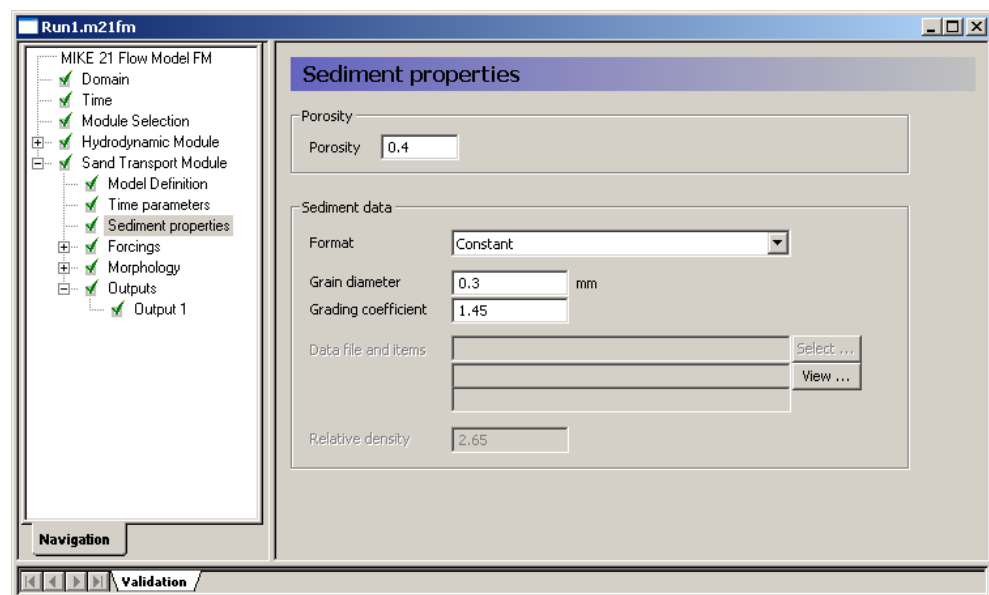 Run1.m21fm
MIKE 21 Flow Model FM
Domain
Time
Module Selection
Hydrodynamic Module
Sand Transport Module
Model Definition
Time parameters
Sediment properties
Forcings
Morphology
Outputs
Output 1
Navigation
Sediment properties
Porosity
Porosity 0.4
Sediment data
Format Constant
Grain diameter 0.3 mm
Grading coefficient 1.45
Data file and items Select ...
View ...
Relative density 2.65
Validation